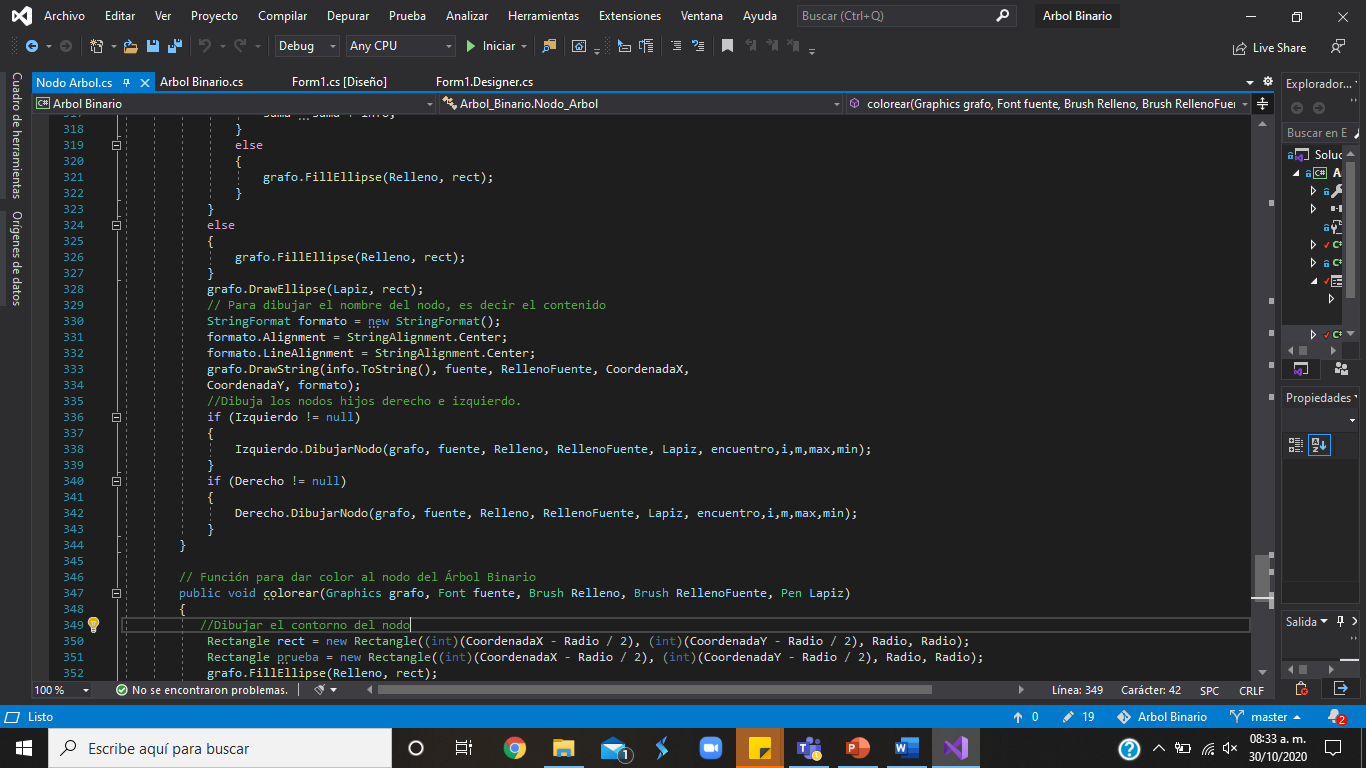 Archivo Editar Ver Proyecto Compilar Depurar Prueba Analizar Herramientas Extensiones Ventana Ayuda Buscar (Ctrl+Q) Arbol Binario
Debug Any CPU Iniciar Live Share
Nodo Arbol.cs Arbol Binario.cs Form1.cs [Diseño] Form1.Designer.cs
Arbol Binario Arbol_Binario.Nodo_Arbol colorear(Graphics grafo, Font fuente, Brush Relleno, Brush RellenoFuer
Cuadro de herramientas
Orígenes de datos
318 }
319 else
320 {
321 grafo.FillEllipse(Relleno, rect);
322 }
323 }
324 else
325 {
326 grafo.FillEllipse(Relleno, rect);
327 }
328 grafo.DrawEllipse(Lapiz, rect);
329 // Para dibujar el nombre del nodo, es decir el contenido
330 StringFormat formato = new StringFormat();
331 formato.Alignment = StringAlignment.Center;
332 formato.LineAlignment = StringAlignment.Center;
333 grafo.DrawString(info.ToString(), fuente, RellenoFuente, CoordenadaX,
334 CoordenadaY, formato);
335 //Dibuja los nodos hijos derecho e izquierdo.
336 if (Izquierdo != null)
337 {
338 Izquierdo.DibujarNodo(grafo, fuente, Relleno, RellenoFuente, Lapiz, encuentro,i,m,max,min);
339 }
340 if (Derecho != null)
341 {
342 Derecho.DibujarNodo(grafo, fuente, Relleno, RellenoFuente, Lapiz, encuentro,i,m,max,min);
343 }
344 }
345
346 // Función para dar color al nodo del Árbol Binario
347 public void colorear(Graphics grafo, Font fuente, Brush Relleno, Brush RellenoFuente, Pen Lapiz)
348 {
349 //Dibujar el contorno del nodo
350 Rectangle rect = new Rectangle((int)(CoordenadaX - Radio / 2), (int)(CoordenadaY - Radio / 2), Radio, Radio);
351 Rectangle prueba = new Rectangle((int)(CoordenadaX - Radio / 2), (int)(CoordenadaY - Radio / 2), Radio, Radio);
352 grafo.FillEllipse(Relleno, rect);
Explorador...
Buscar en E
Soluc
A
C#
Propiedades
Salida
100 % No se encontraron problemas. Línea: 349 Carácter: 42 SPC CRLF
Listo 0 19 Arbol Binario master 2
Escribe aquí para buscar 1 08:33 a. m.
30/10/2020